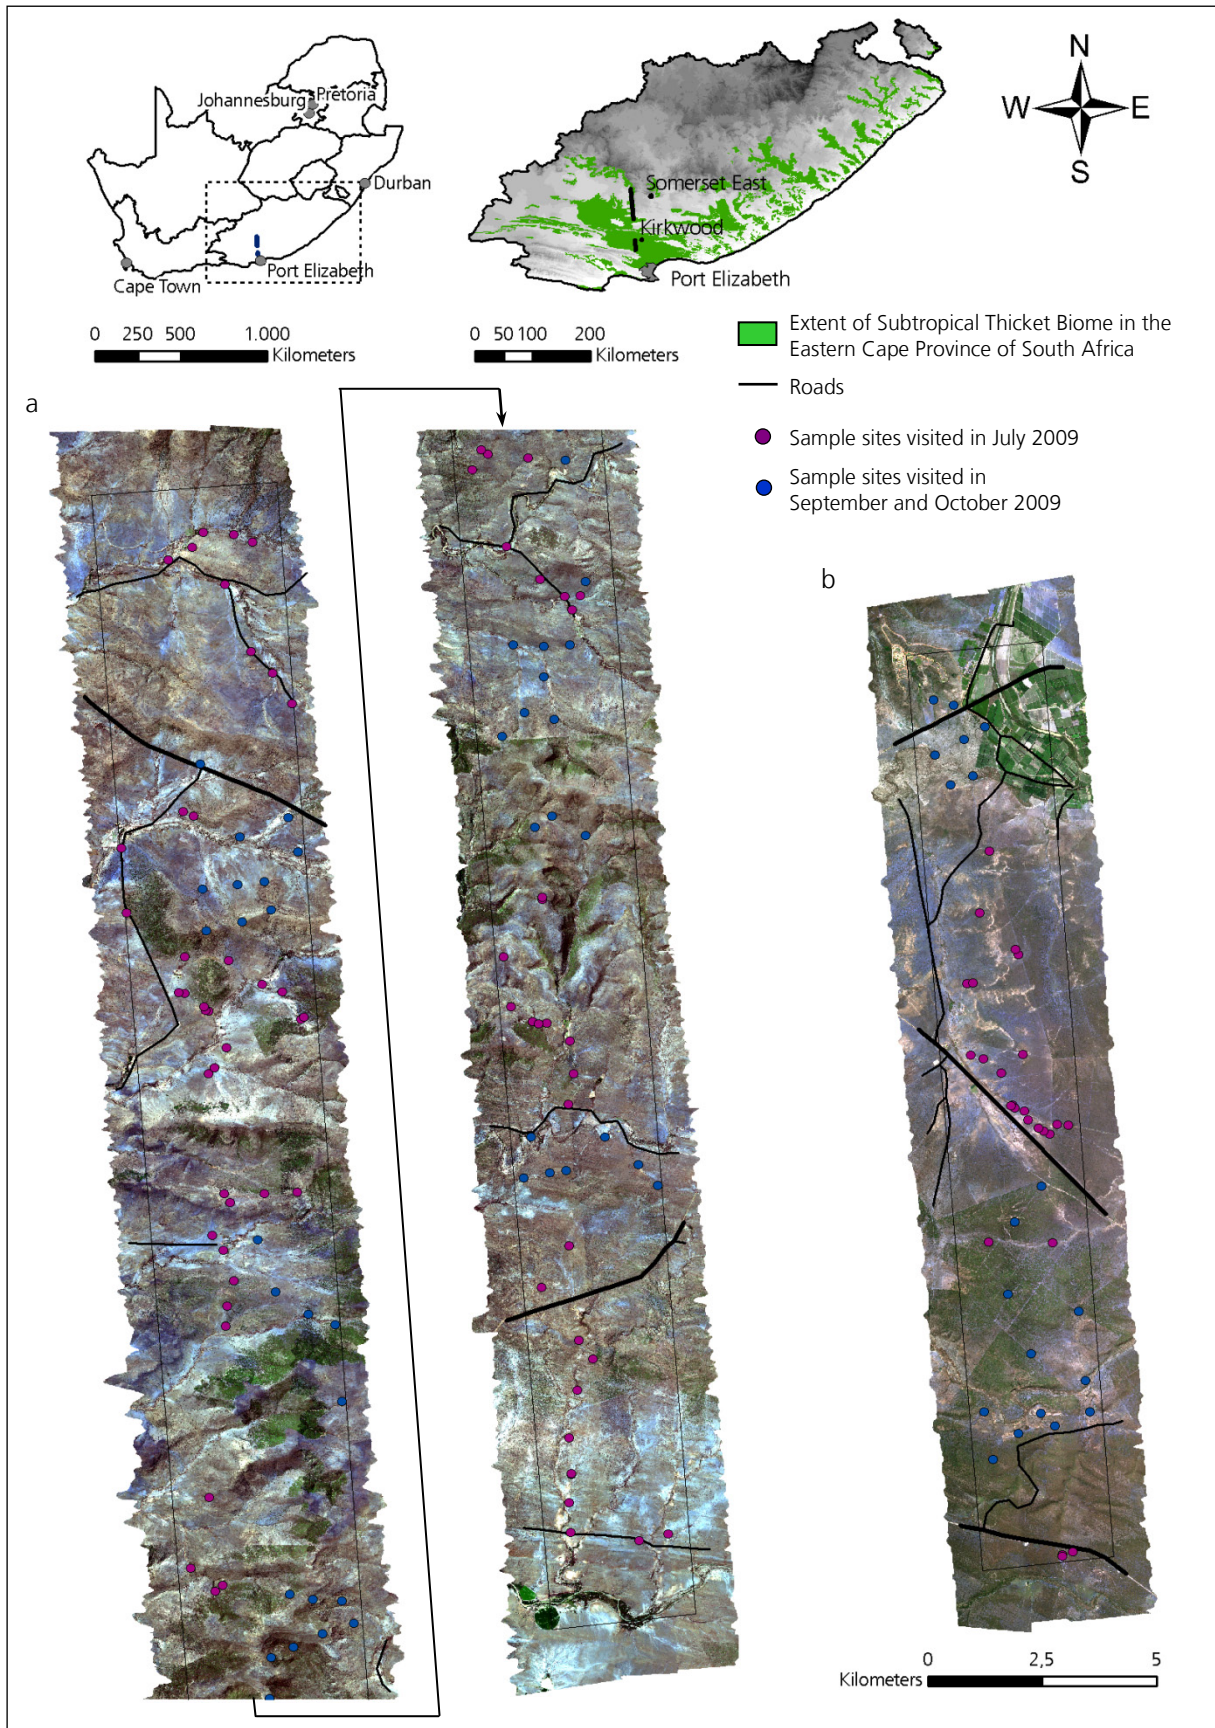 Johannesburg
Pretoria
Durban
Port Elizabeth
Cape Town
Somerset East
Kirkwood
Port Elizabeth
N
W E
S
0 250 500 1.000
Kilometers
0 50 100 200
Kilometers
Extent of Subtropical Thicket Biome in the
Eastern Cape Province of South Africa
Roads
Sample sites visited in July 2009
Sample sites visited in
September and October 2009
a
b
0 2,5 5
Kilometers